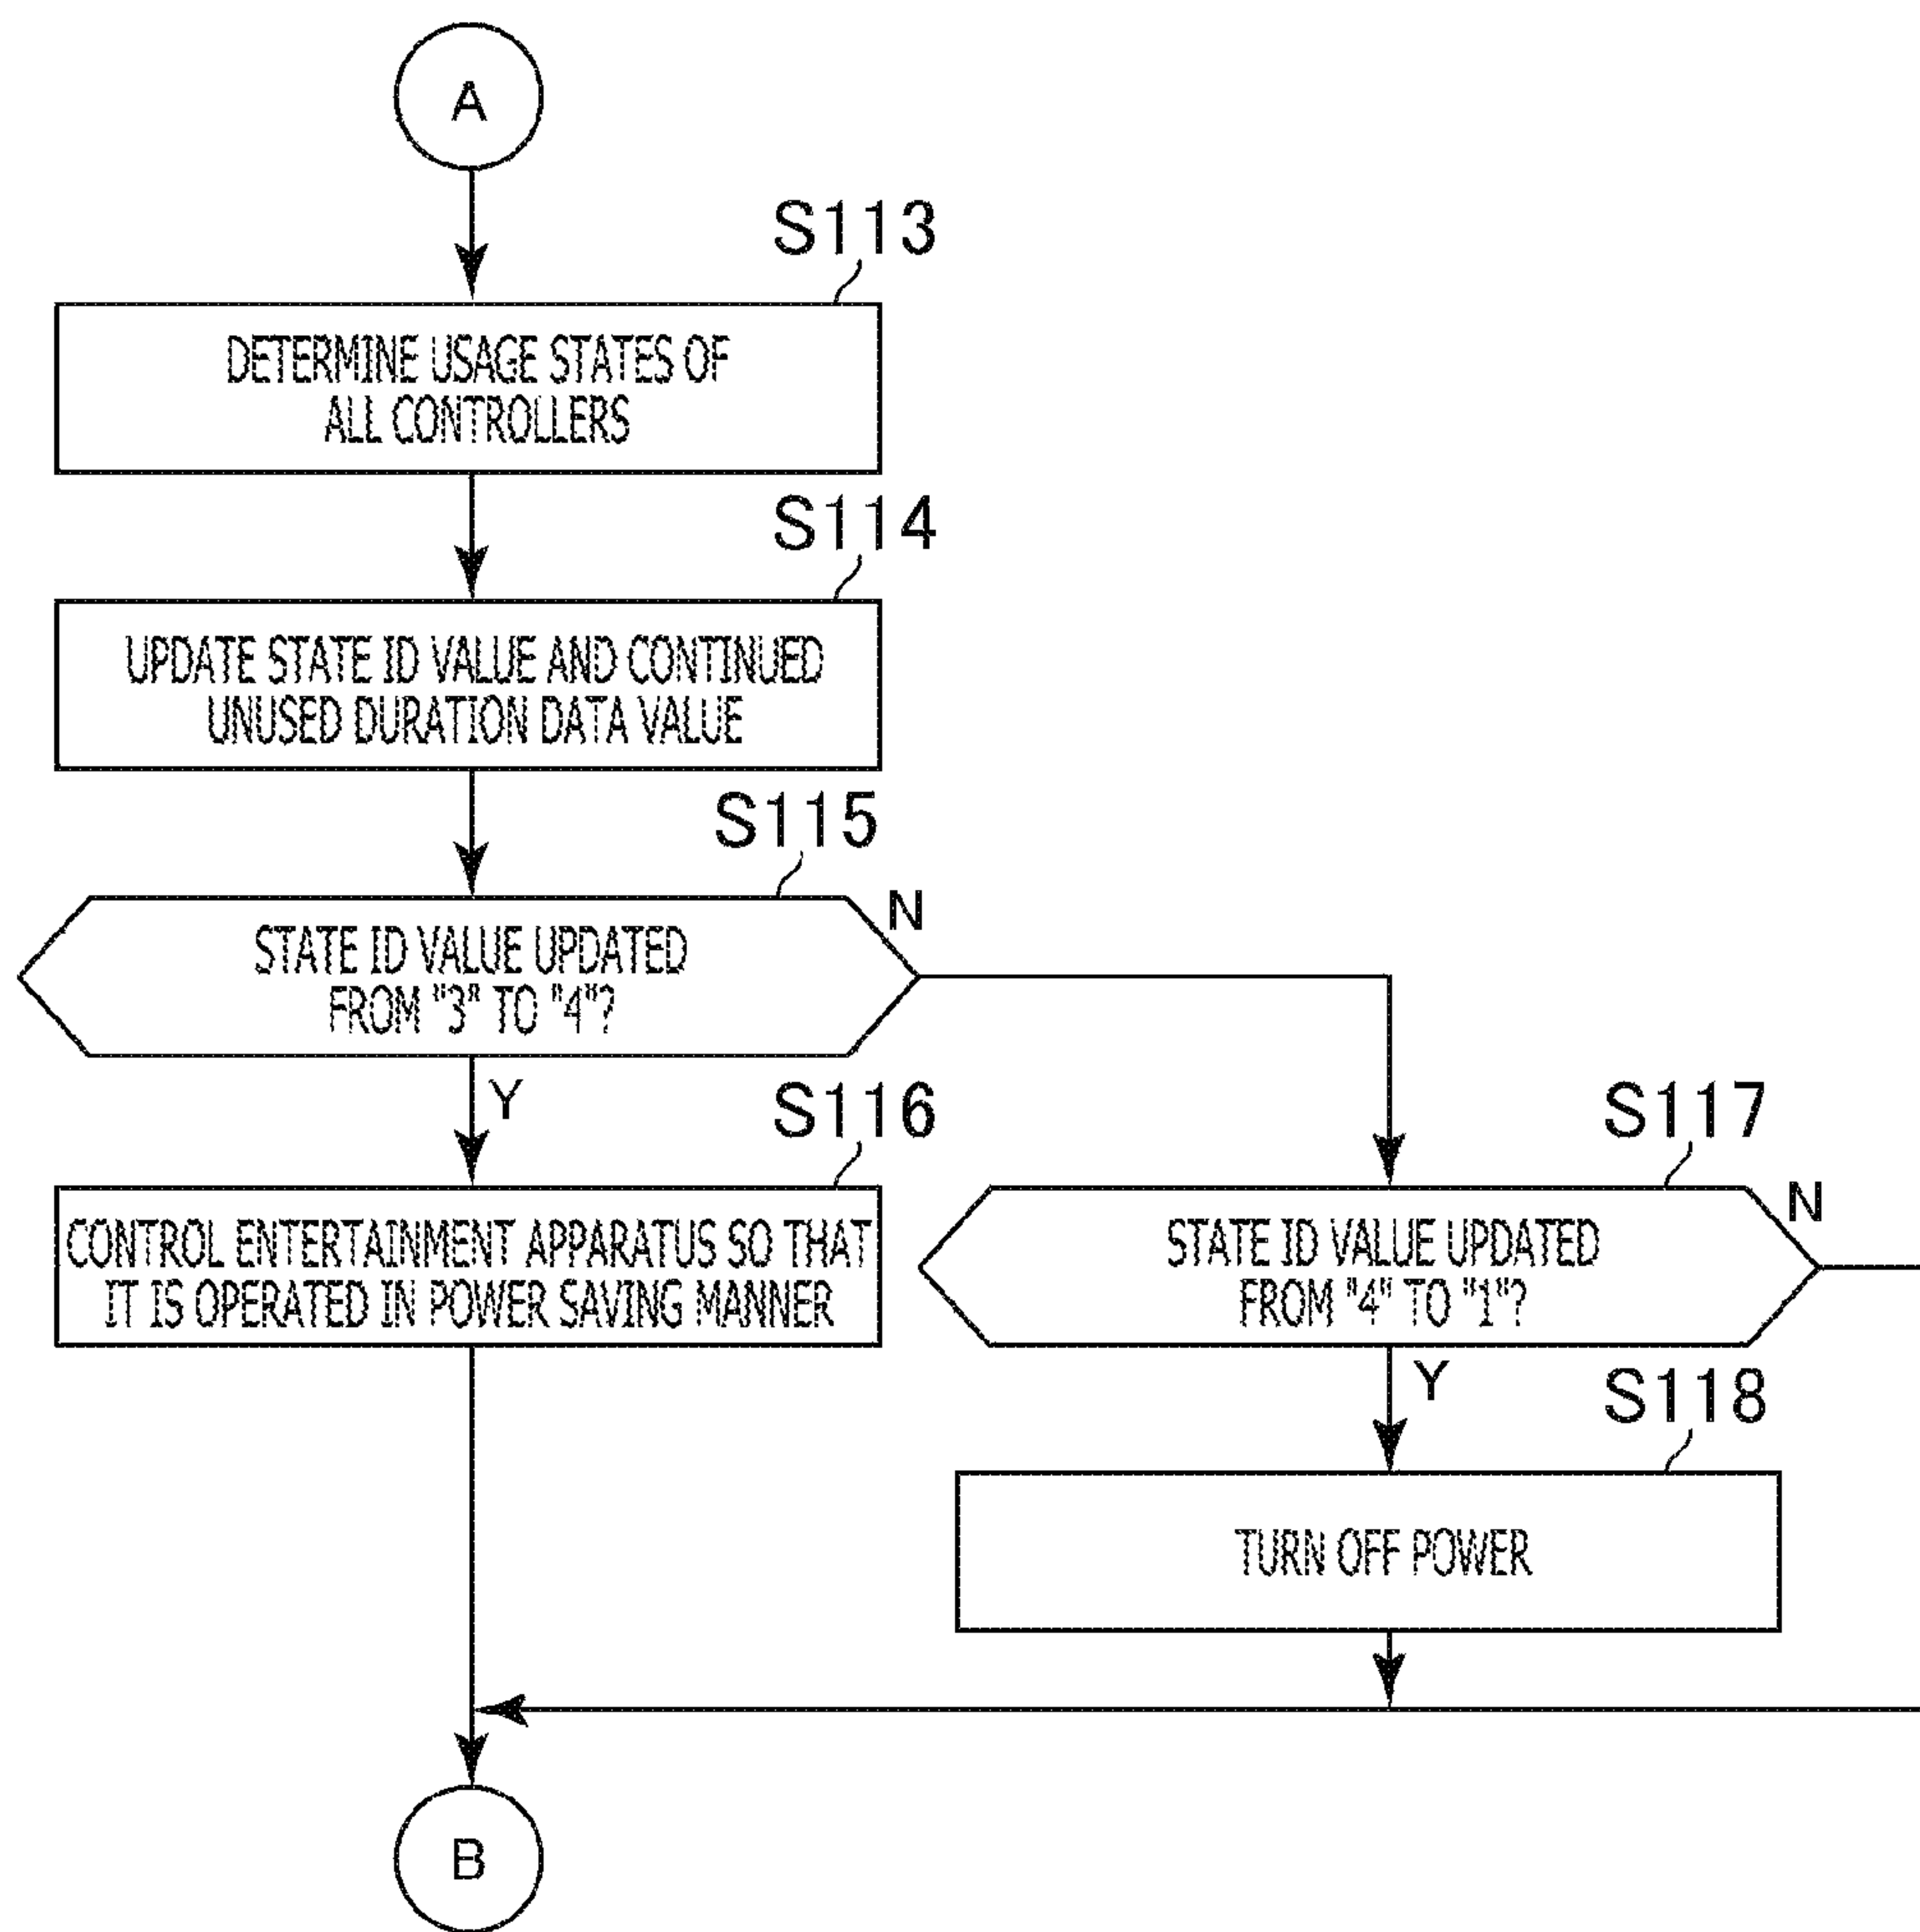 A
S113
DETERMINE USAGE STATES OF
ALL CONTROLLERS
S114
UPDATE STATE ID VALUE AND CONTINUED
UNUSED DURATION DATA VALUE
S115
STATE ID VALUE UPDATED
FROM "3" TO "4"?
N
Y
S116
CONTROL ENTERTAINMENT APPARATUS SO THAT
IT IS OPERATED IN POWER SAVING MANNER
S117
STATE ID VALUE UPDATED
FROM "4" TO "1"?
N
Y
S118
TURN OFF POWER
B